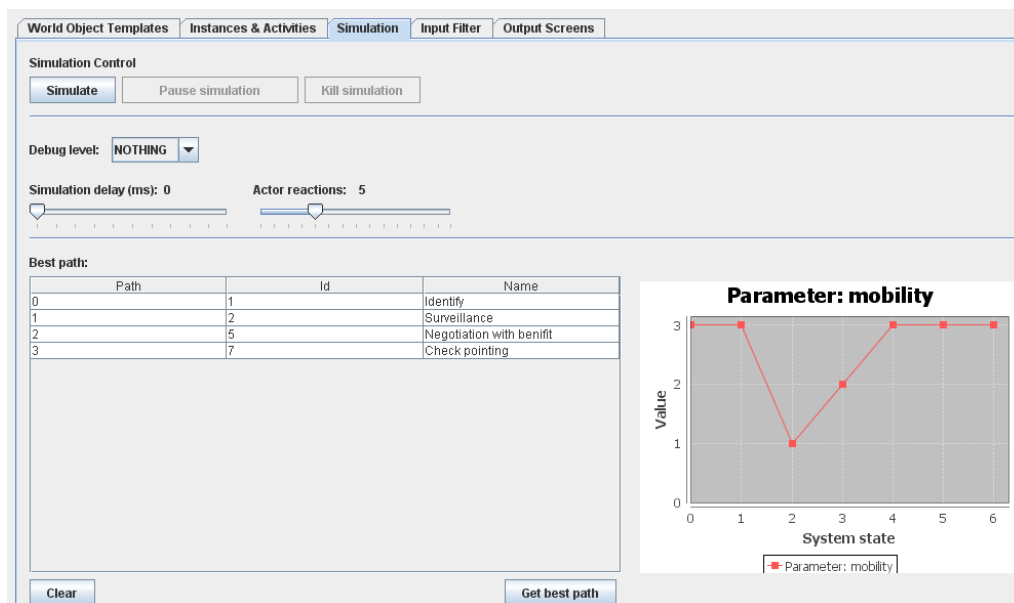 World Object Templates Instances & Activities Simulation Input Filter Output Screens
Simulation Control
Simulate Pause simulation Kill simulation
Debug level: NOTHING
Simulation delay (ms): 0 Actor reactions: 5
Best path:
Path Id Name
0 1 Identify
1 2 Surveillance
2 5 Negotiation with benifit
3 7 Check pointing
Clear Get best path
Parameter: mobility
Value
3
2
1
0
0 1 2 3 4 5 6
System state
Parameter: mobility